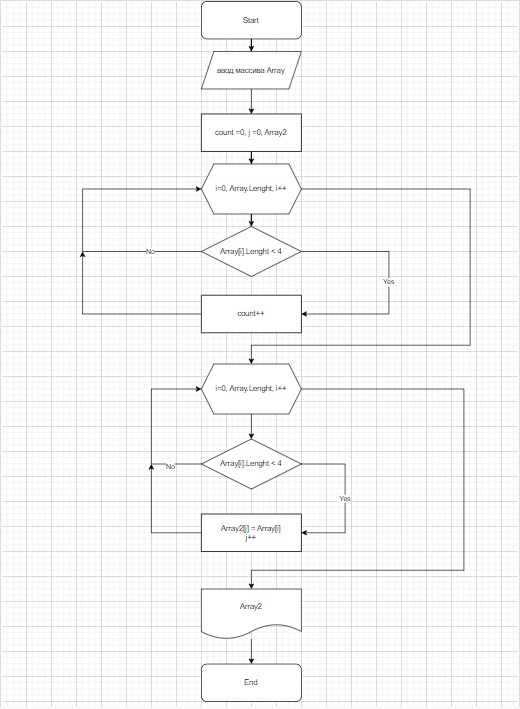 Start
ввод массива Array
count =0, j =0, Array2
i=0, Array.Lenght, i++
No
Array[i].Lenght < 4
Yes
count++
i=0, Array.Lenght, i++
No
Array[i].Lenght < 4
Yes
Array2[j] = Array[i]
j++
Array2
End